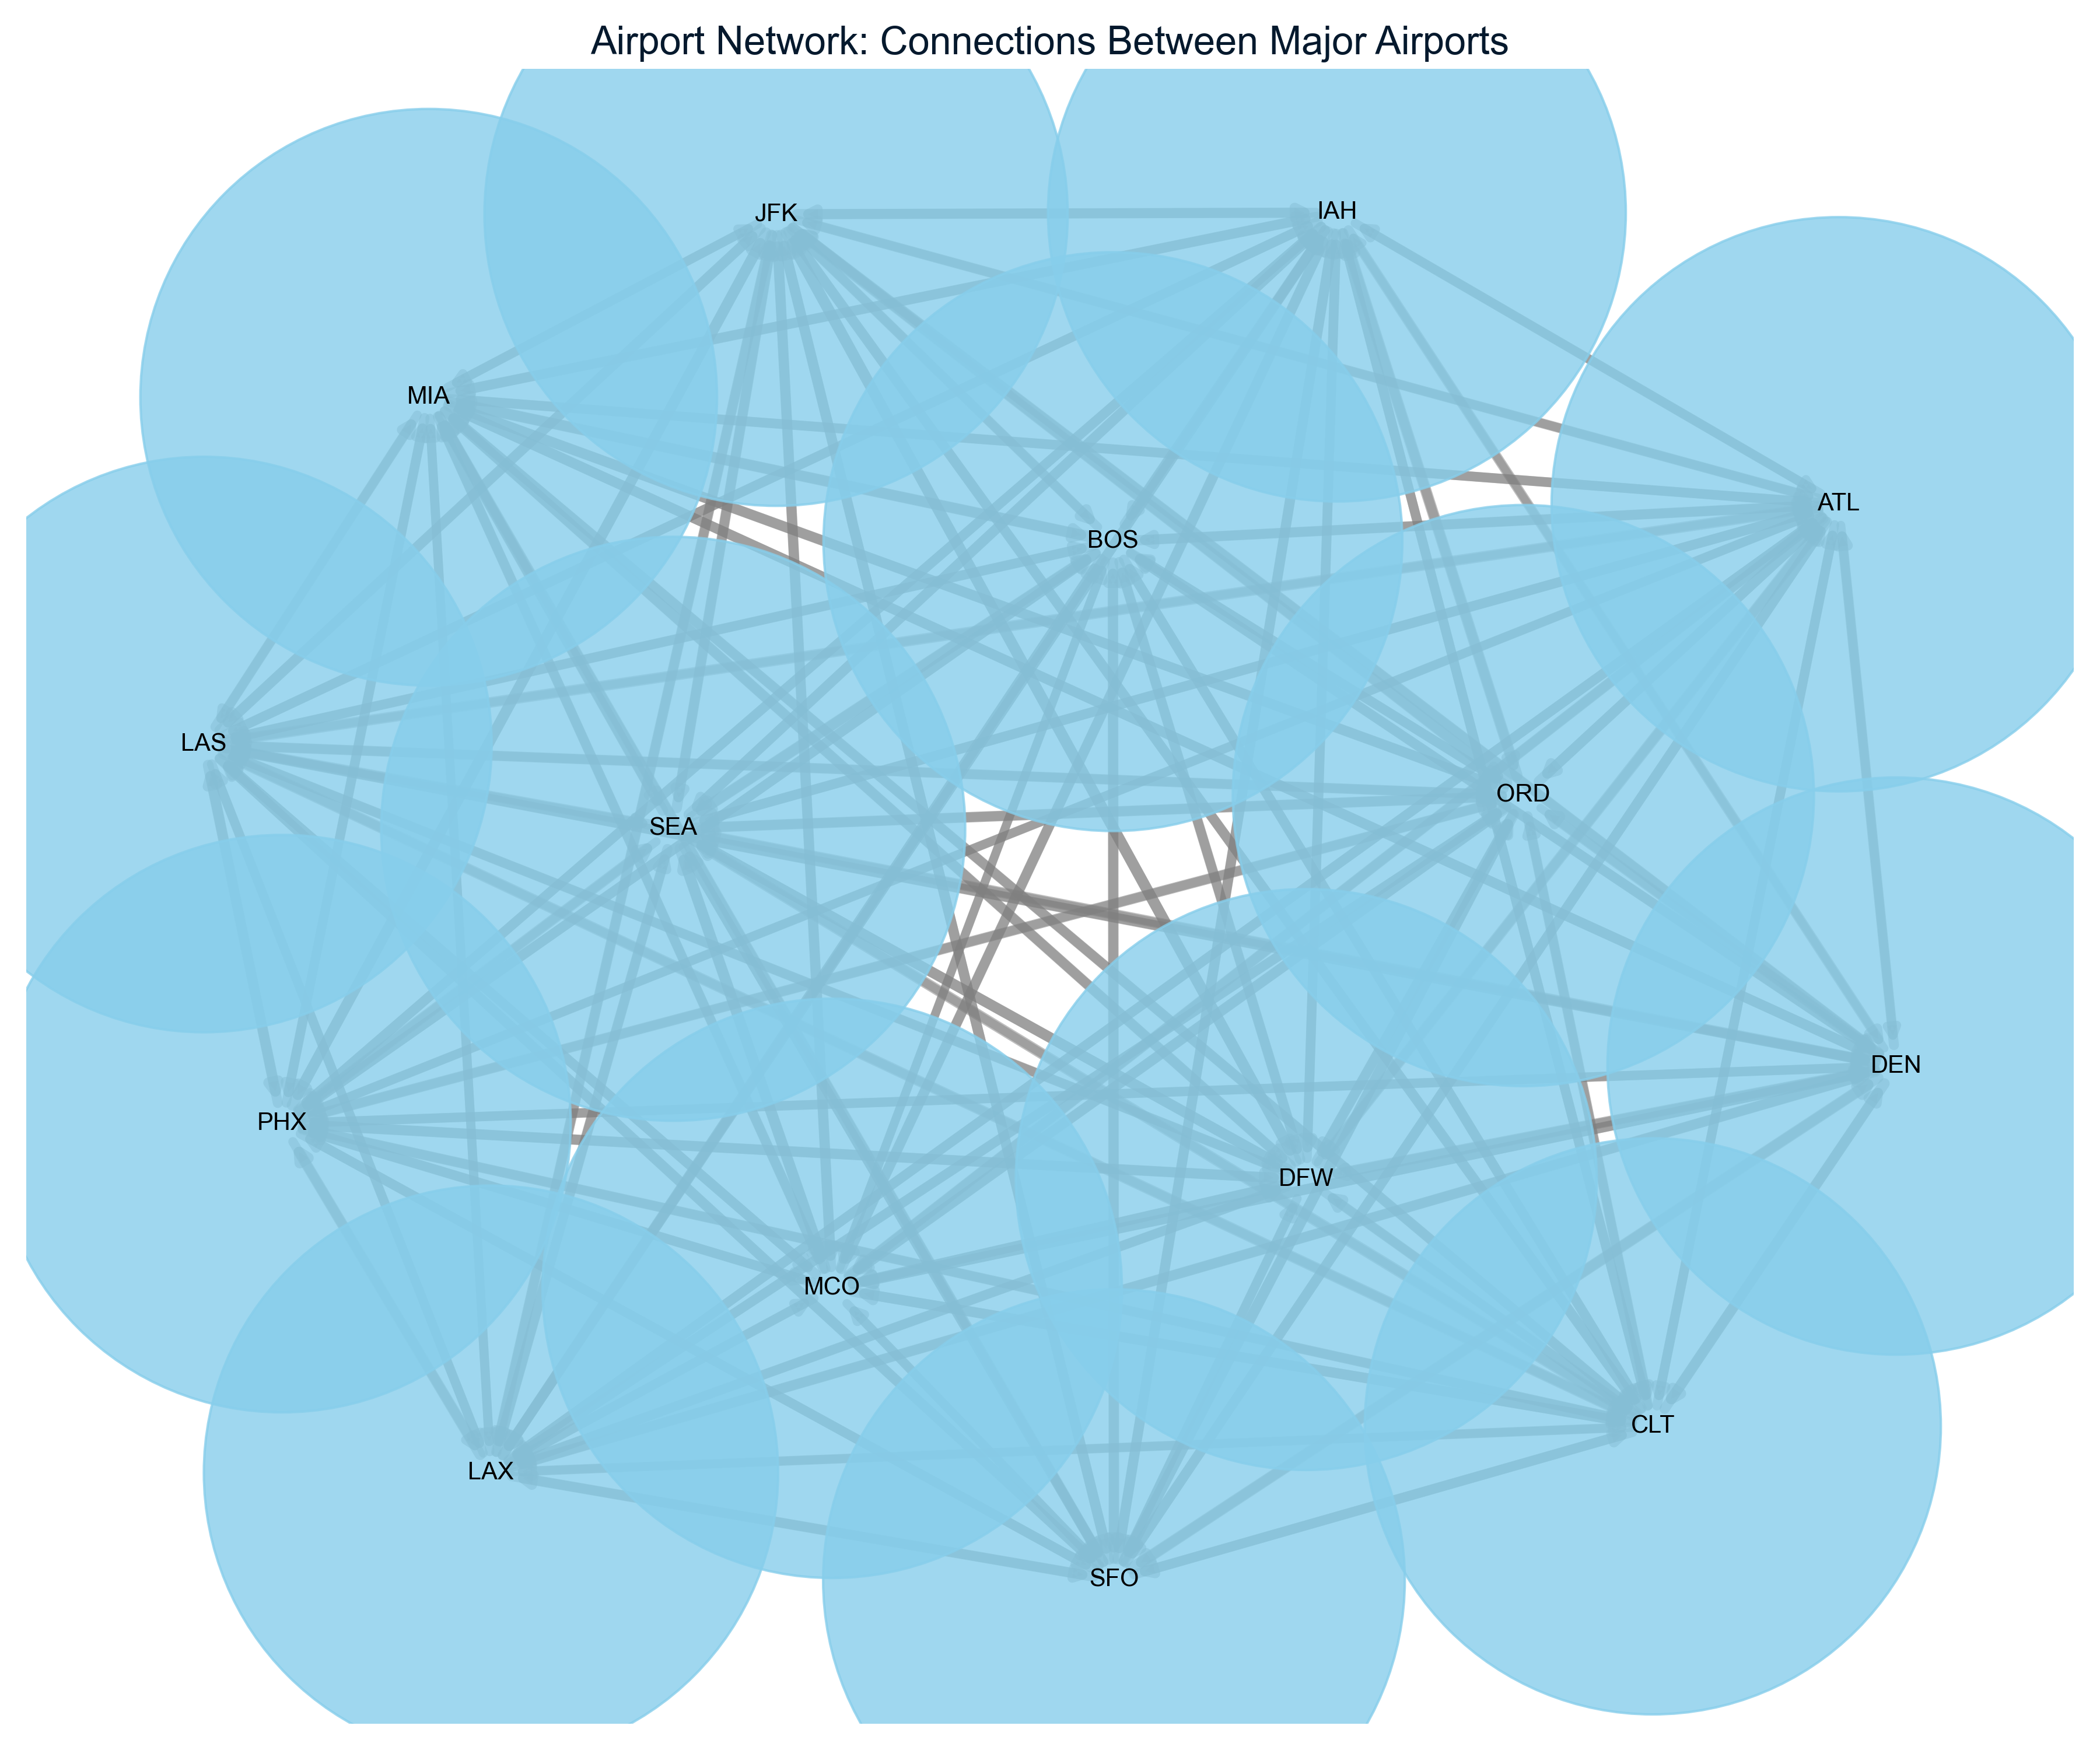 Airport Network: Connections Between Major Airports
JFK
IAH
MIA
ATL
BOS
LAS
ORD
SEA
DEN
PHX
DFW
MCO
CLT
LAX
SFO